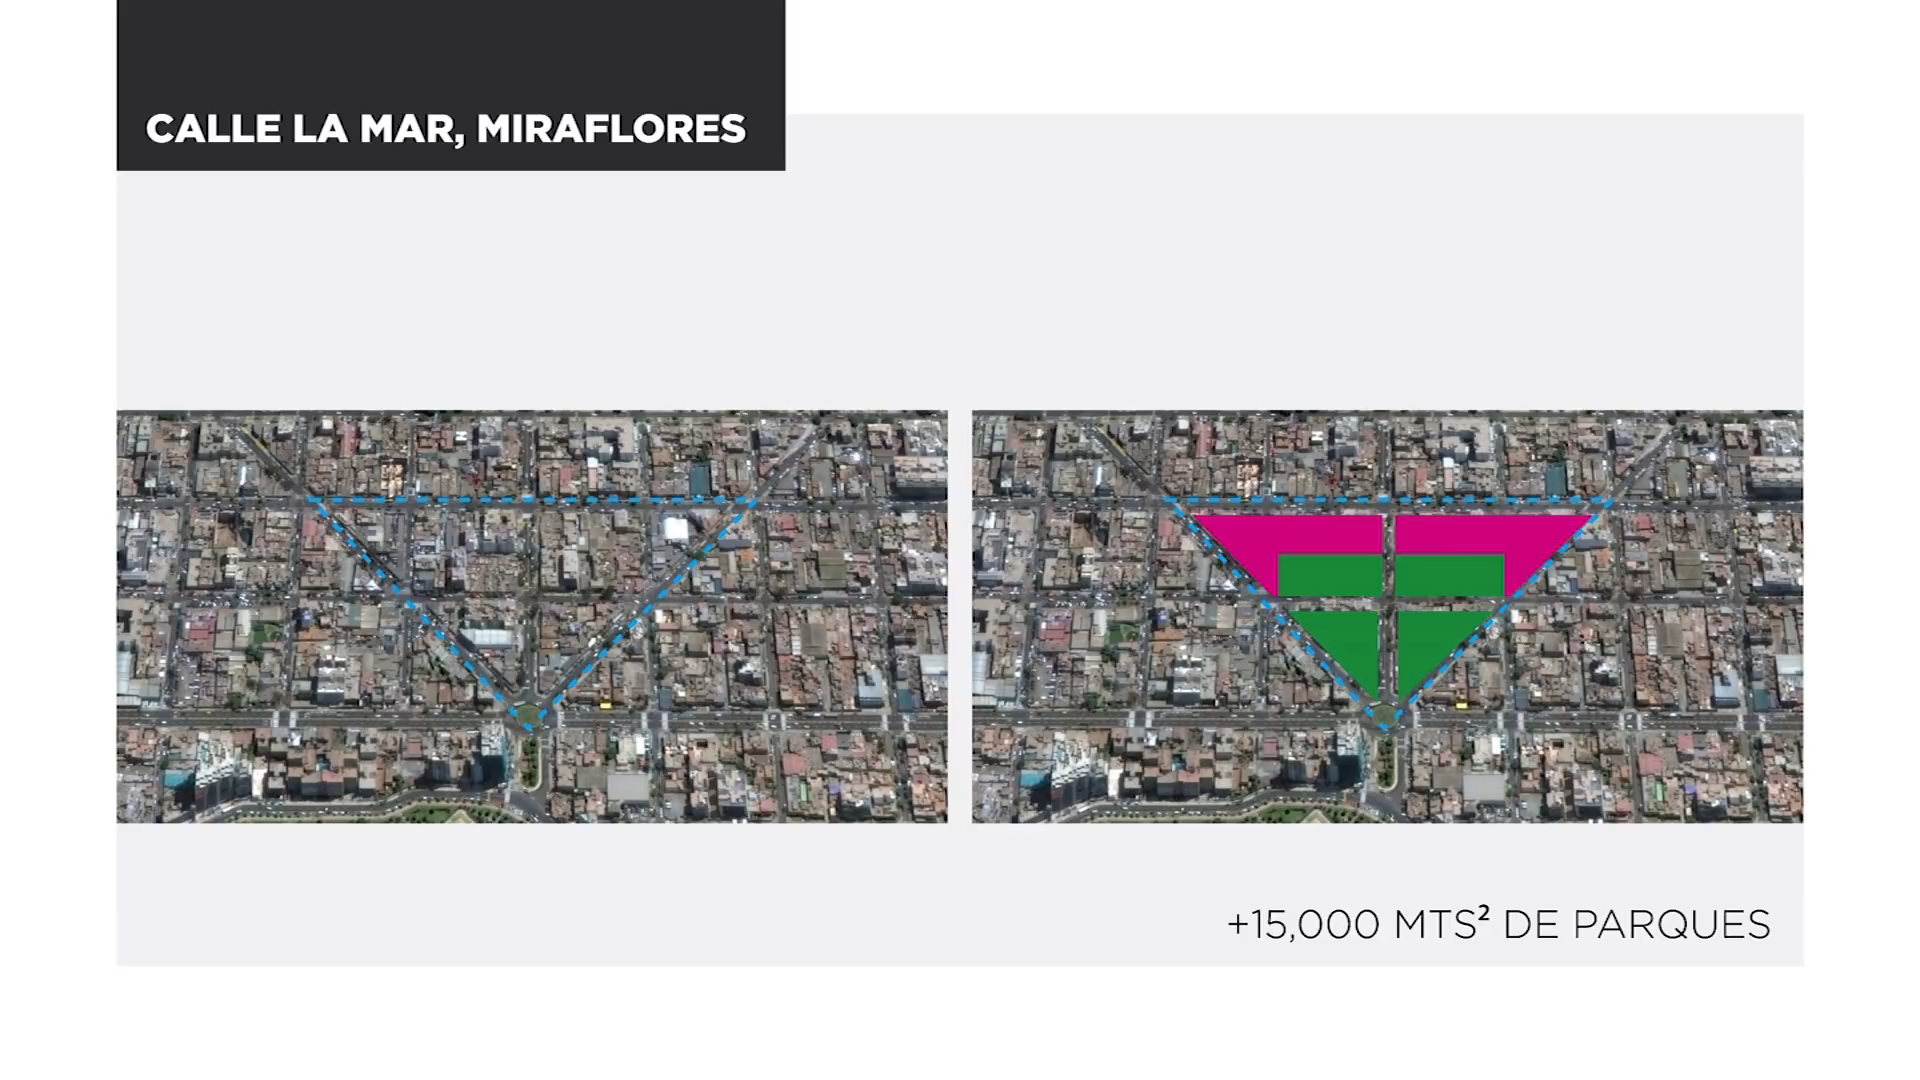 CALLE LA MAR, MIRAFLORES
+15,000 MTS² DE PARQUES